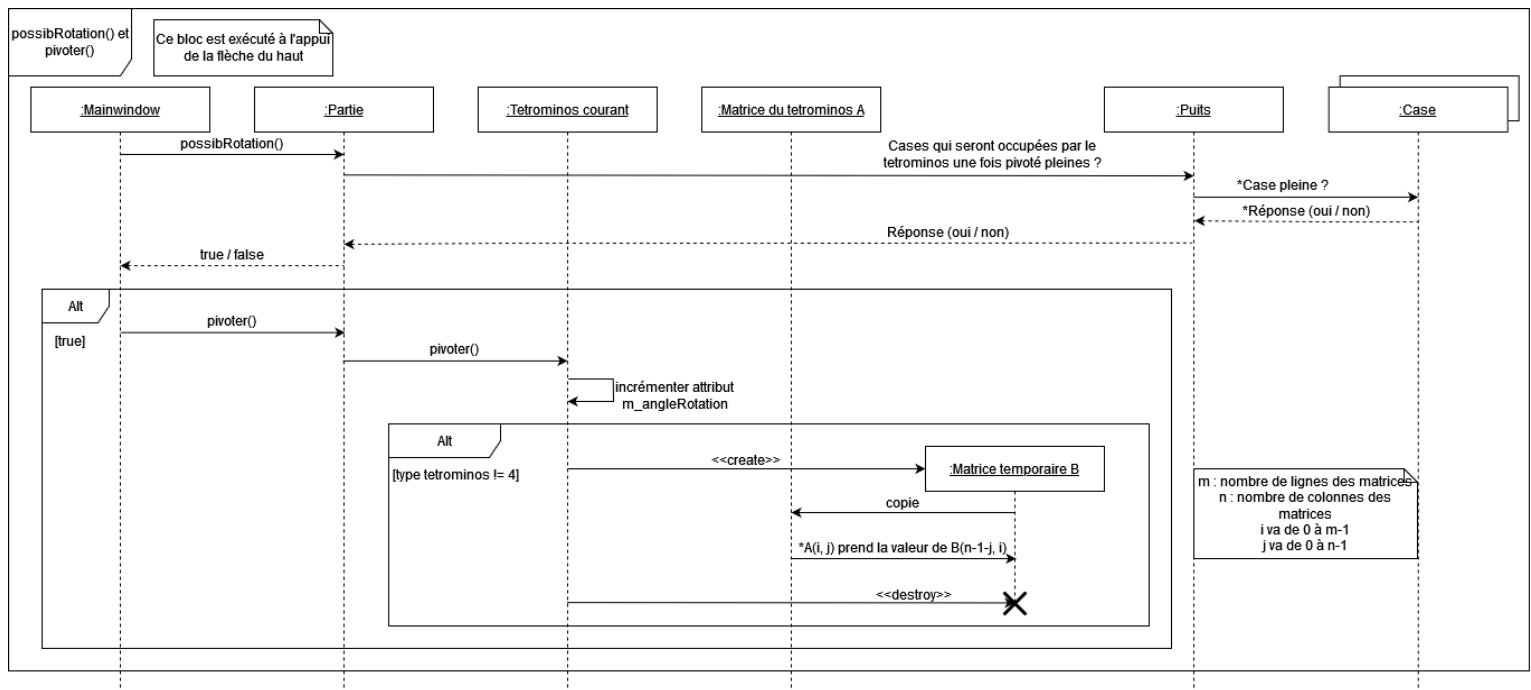 possibRotation() et
pivoter()
Ce bloc est exécuté à l'appui
de la flèche du haut
:Mainwindow
:Partie
:Tetrominos courant
:Matrice du tetrominos A
:Puits
:Case
possibRotation()
Cases qui seront occupées par le
tetrominos une fois pivoté pleines ?
*Case pleine ?
*Réponse (oui / non)
Réponse (oui / non)
true / false
Alt
[true]
pivoter()
pivoter()
incrémenter attribut
m_angleRotation
Alt
[type tetrominos != 4]
<<create>>
:Matrice temporaire B
copie
*A(i, j) prend la valeur de B(n-1-j, i)
<<destroy>>
m : nombre de lignes des matrices
n : nombre de colonnes des
matrices
i va de 0 à m-1
j va de 0 à n-1